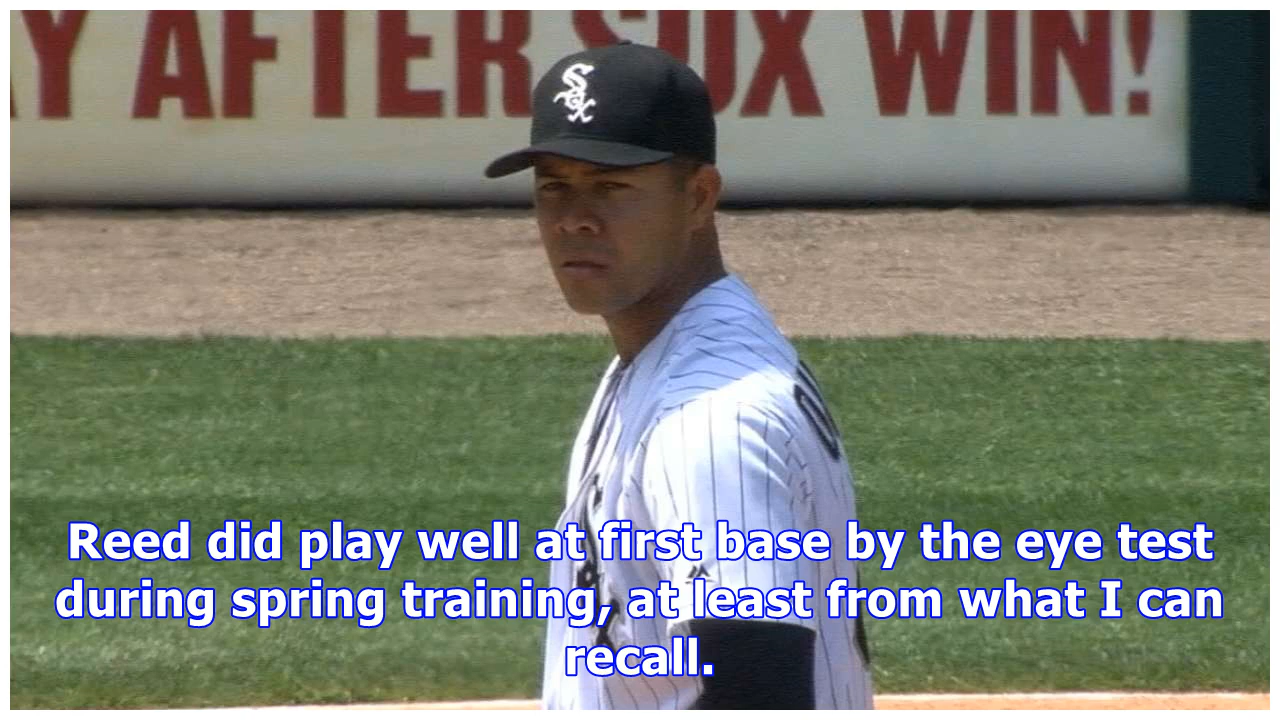 Y AFTER SOX WIN!
Sox
Reed did play well at first base by the eye test
during spring training, at least from what I can
recall.